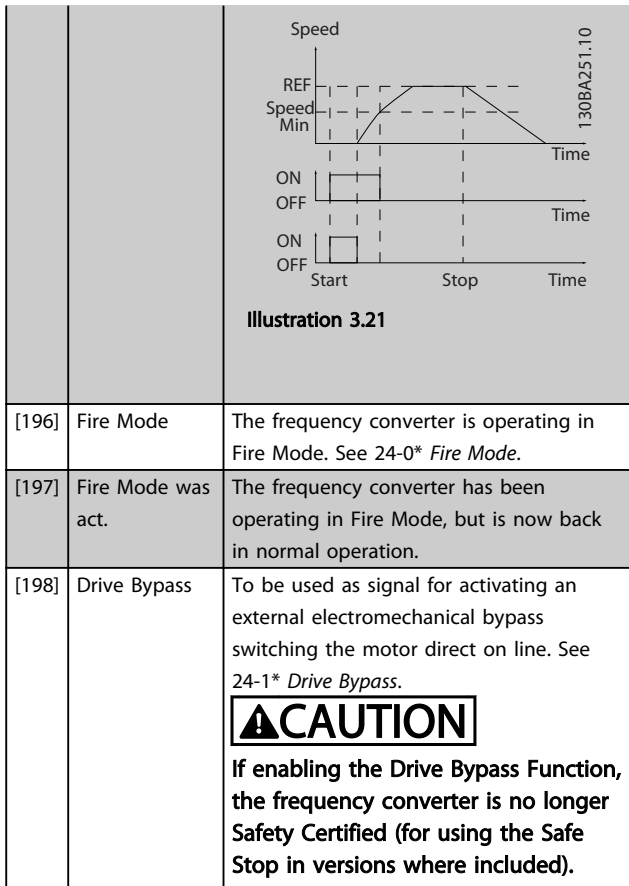 Speed
130BA251.10
REF
Speed
Min
Time
ON
OFF
Time
ON
OFF
Start Stop Time
Illustration 3.21
[196] Fire Mode The frequency converter is operating in
Fire Mode. See 24-0* Fire Mode.
[197] Fire Mode was The frequency converter has been
act. operating in Fire Mode, but is now back
in normal operation.
[198] Drive Bypass To be used as signal for activating an
external electromechanical bypass
switching the motor direct on line. See
24-1* Drive Bypass.
CAUTION
If enabling the Drive Bypass Function,
the frequency converter is no longer
Safety Certified (for using the Safe
Stop in versions where included).